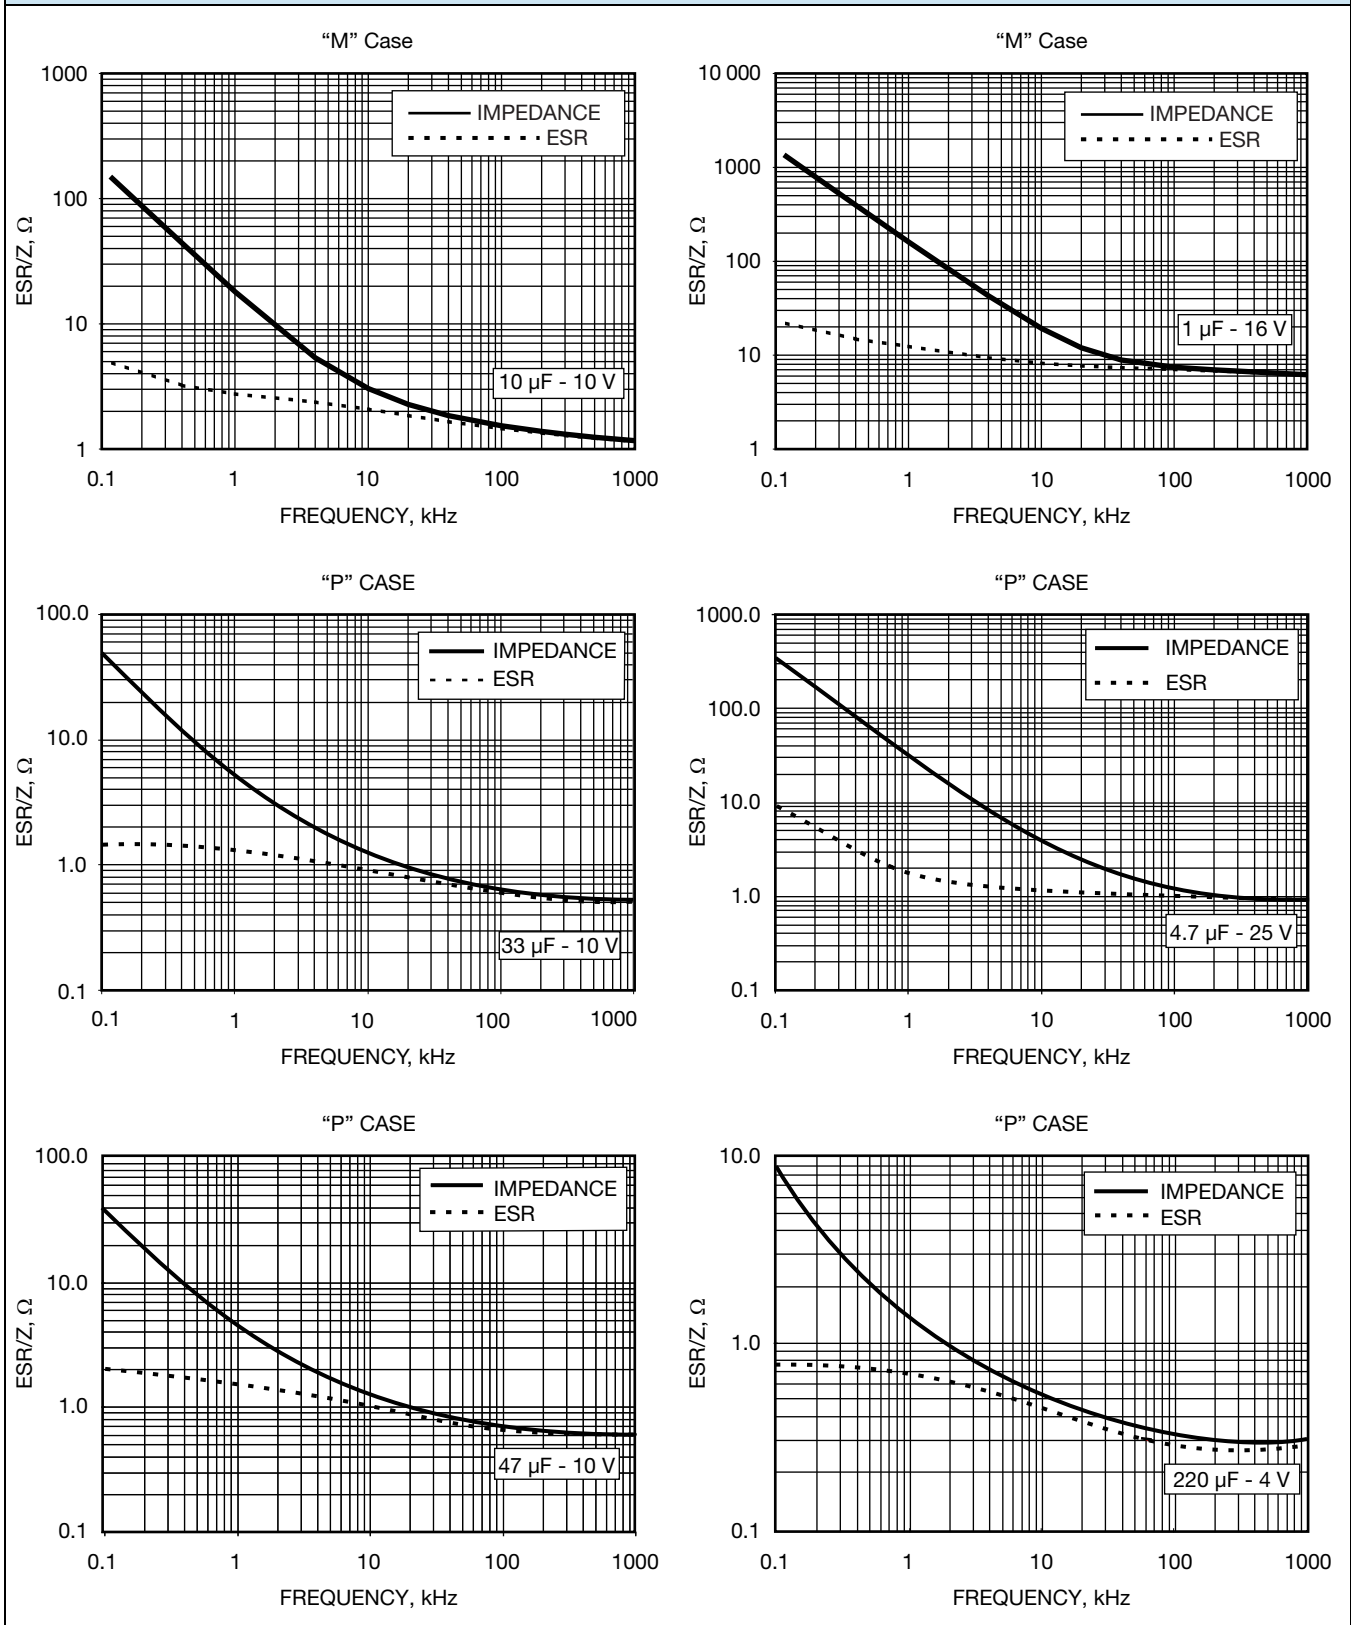 “M” Case
1000
100
10
1
0.1
1
10
100
1000
ESR/Z, Ω
FREQUENCY, kHz
IMPEDANCE
ESR
10 µF - 10 V
“M” Case
10 000
1000
100
10
1
0.1
1
10
100
1000
ESR/Z, Ω
FREQUENCY, kHz
IMPEDANCE
ESR
1 µF - 16 V
“P” CASE
100.0
10.0
1.0
0.1
0.1
1
10
100
1000
ESR/Z, Ω
FREQUENCY, kHz
IMPEDANCE
ESR
33 µF - 10 V
“P” CASE
1000.0
100.0
10.0
1.0
0.1
0.1
1
10
100
1000
ESR/Z, Ω
FREQUENCY, kHz
IMPEDANCE
ESR
4.7 µF - 25 V
“P” CASE
100.0
10.0
1.0
0.1
0.1
1
10
100
1000
ESR/Z, Ω
FREQUENCY, kHz
IMPEDANCE
ESR
47 µF - 10 V
“P” CASE
10.0
1.0
0.1
0.1
1
10
100
1000
ESR/Z, Ω
FREQUENCY, kHz
IMPEDANCE
ESR
220 µF - 4 V